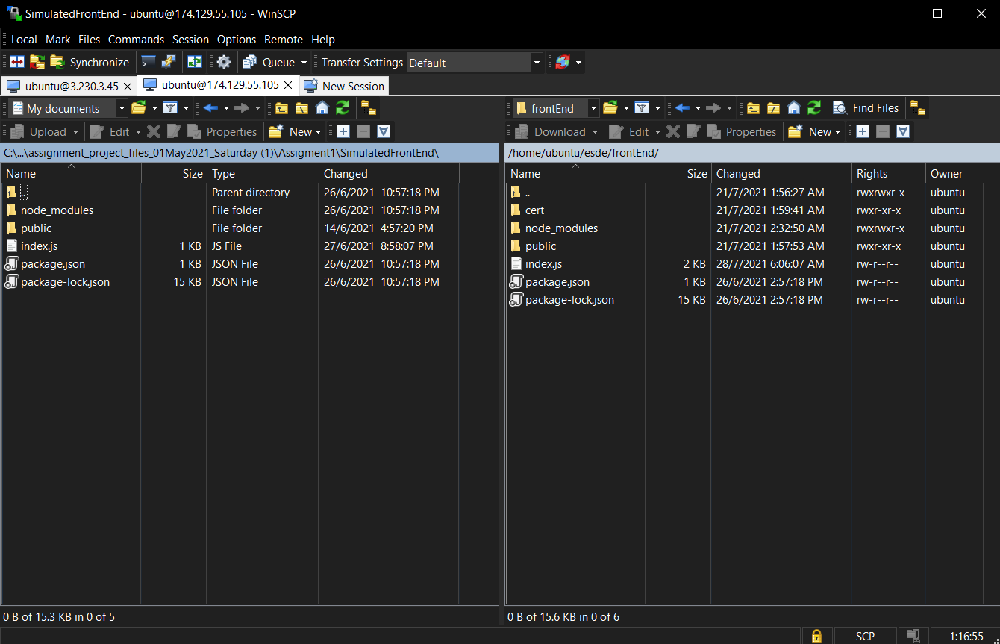 SimulatedFrontEnd - ubuntu@174.129.55.105 - WinSCP
Local Mark Files Commands Session Options Remote Help
Synchronize Queue Transfer Settings Default
ubuntu@3.230.3.45 ubuntu@174.129.55.105 New Session
My documents frontEnd Find Files
Upload Edit Properties New Download Edit Properties New
C:\...\assignment_project_files_01May2021_Saturday (1)\Assigment1\SimulatedFrontEnd\ /home/ubuntu/esde/frontEnd/
Name Size Type Changed
.. Parent directory 26/6/2021 10:57:18 PM
node_modules File folder 26/6/2021 10:57:18 PM
public File folder 14/6/2021 4:57:20 PM
index.js 1 KB JS File 27/6/2021 8:58:07 PM
package.json 1 KB JSON File 26/6/2021 10:57:18 PM
package-lock.json 15 KB JSON File 26/6/2021 10:57:18 PM
Name Size Changed Rights Owner
.. 21/7/2021 1:56:27 AM rwxrwxr-x ubuntu
cert 21/7/2021 1:59:41 AM rwxr-xr-x ubuntu
node_modules 21/7/2021 2:32:50 AM rwxrwxr-x ubuntu
public 21/7/2021 1:57:53 AM rwxr-xr-x ubuntu
index.js 2 KB 28/7/2021 6:06:07 AM rw-r--r-- ubuntu
package.json 1 KB 26/6/2021 2:57:18 PM rw-r--r-- ubuntu
package-lock.json 15 KB 26/6/2021 2:57:18 PM rw-r--r-- ubuntu
0 B of 15.3 KB in 0 of 5 0 B of 15.6 KB in 0 of 6
SCP 1:16:55